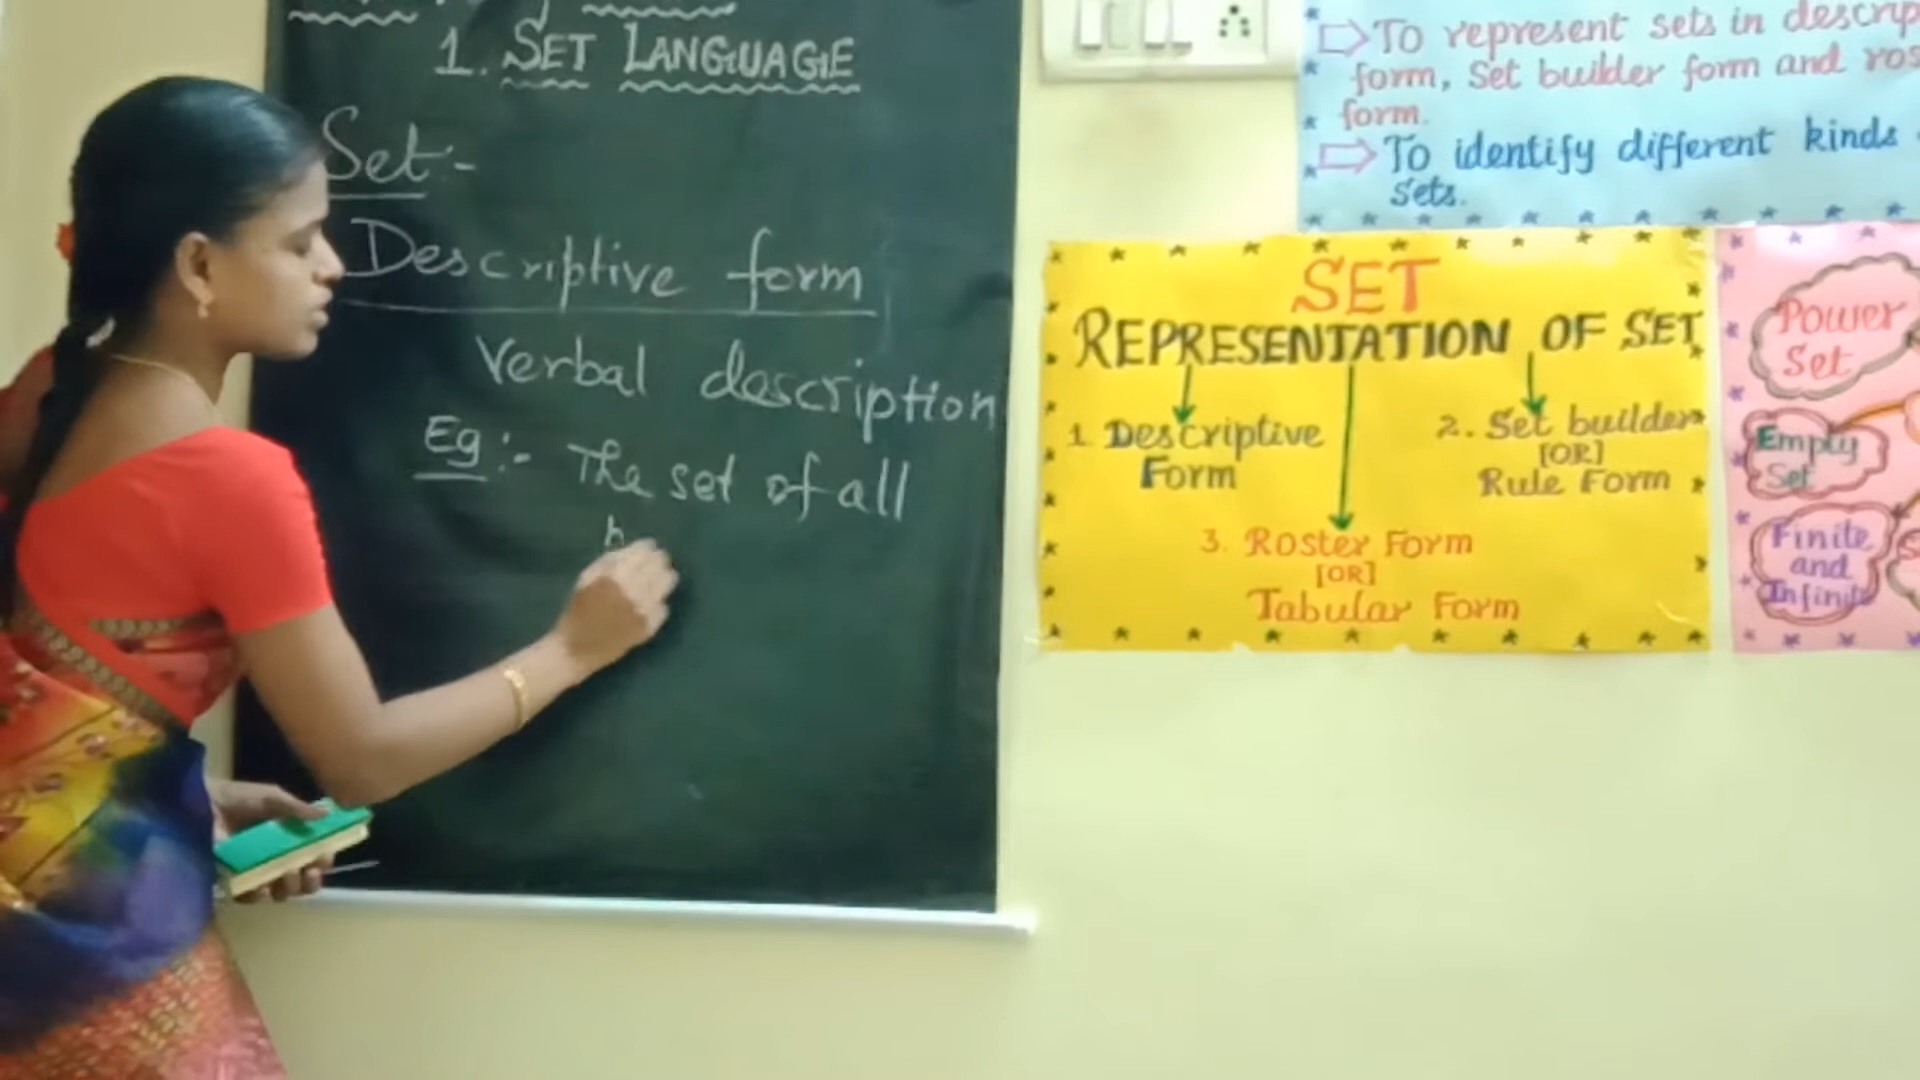 1. SET LANGUAGE
Set:-
Descriptive form
Verbal description
Eg:- The set of all
To represent sets in
form, Set builder form and
form.
To identify different kinds
sets.
SET
REPRESENTATION OF SET
1. Descriptive
Form
2. Set builder
[OR]
Rule Form
3. Roster Form
[OR]
Tabular Form
Power
Set
Empty
Set
Finite
and
Infinite